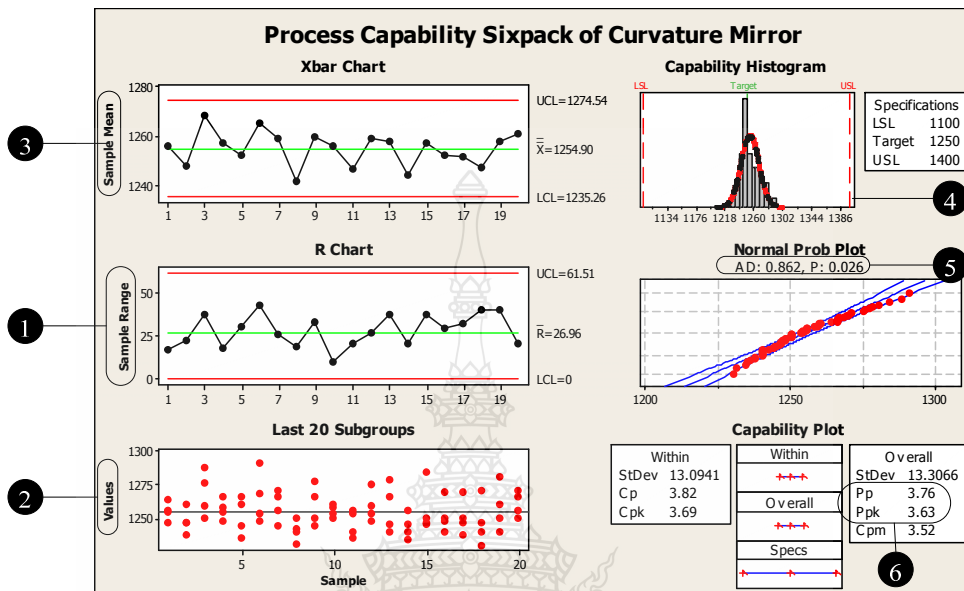 Process Capability Sixpack of Curvature Mirror
Xbar Chart
3
Sample Mean
1280
1260
1240
UCL=1274.54
X=1254.90
LCL=1235.26
1 3 5 7 9 11 13 15 17 19
Capability Histogram
LSL Target USL
1134 1176 1218 1260 1302 1344 1386
Specifications
LSL 1100
Target 1250
USL 1400
4
R Chart
1
Sample Range
50
25
0
UCL=61.51
R=26.96
LCL=0
1 3 5 7 9 11 13 15 17 19
Normal Prob Plot
AD: 0.862, P: 0.026
5
1200 1250 1300
Last 20 Subgroups
2
Values
1300
1275
1250
5 10 15 20
Sample
Capability Plot
Within
StDev 13.0941
Cp 3.82
Cpk 3.69
Within
Overall
Specs
Overall
StDev 13.3066
Pp 3.76
Ppk 3.63
Cpm 3.52
6